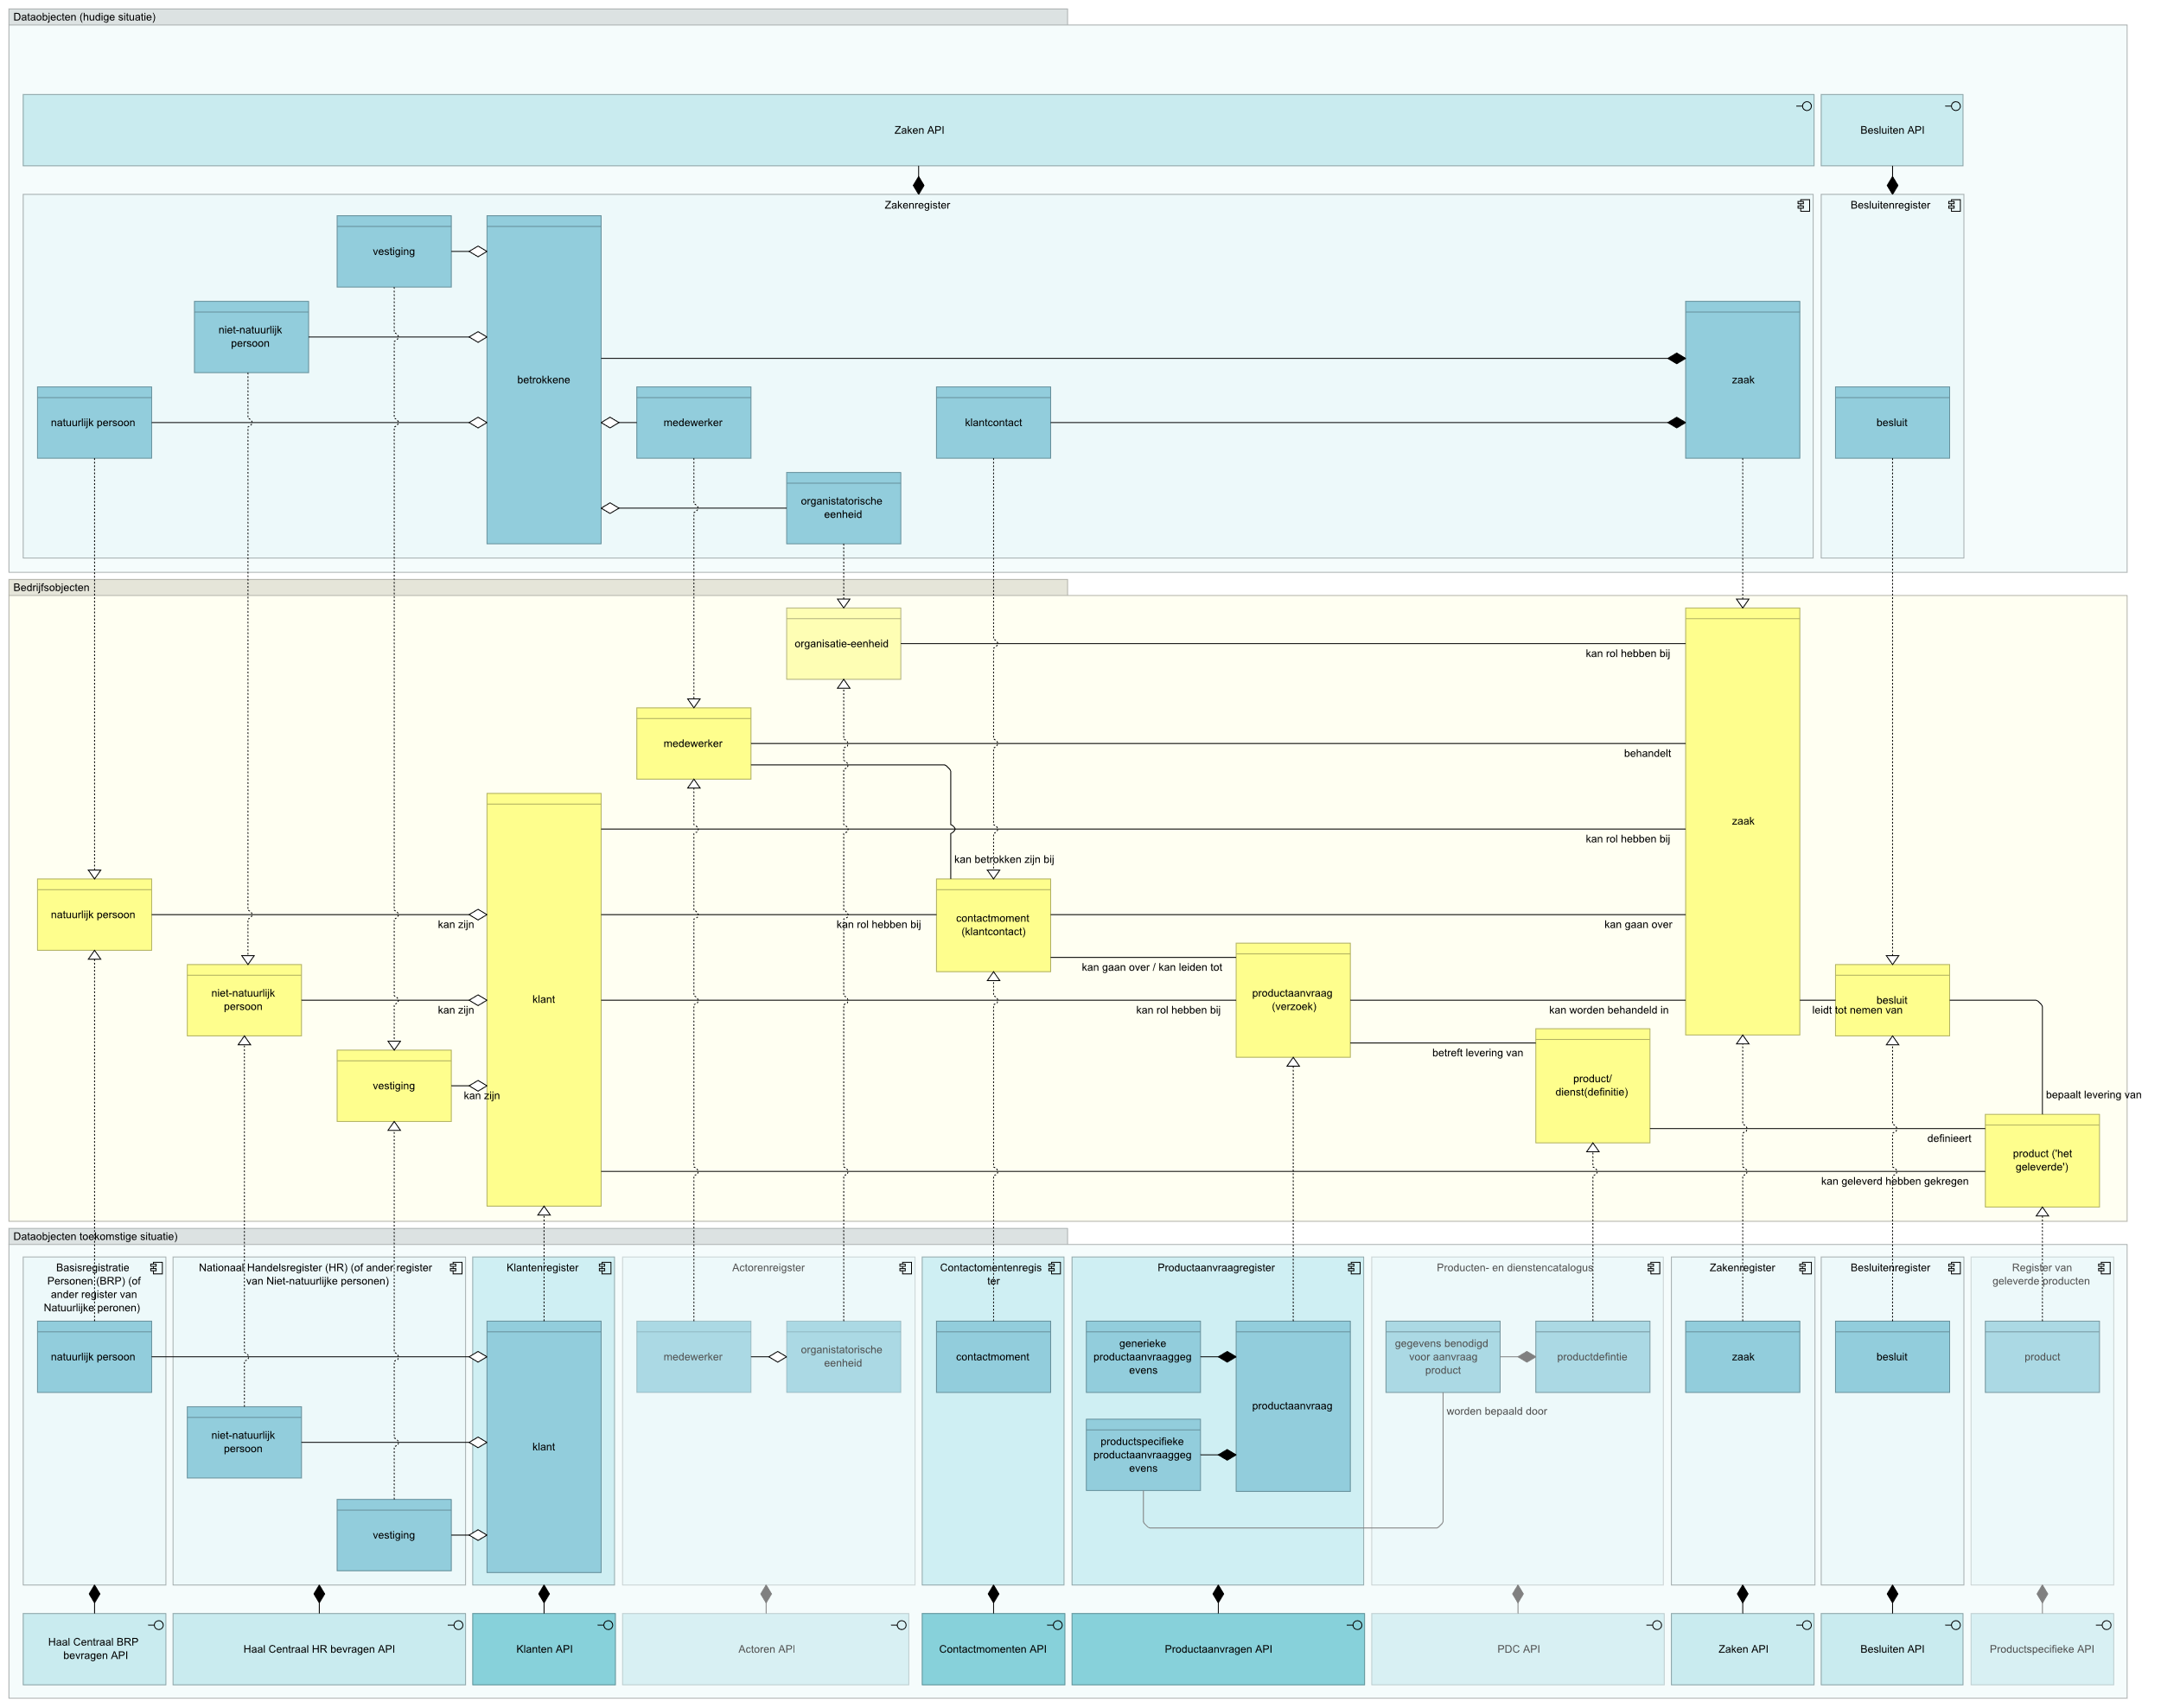 Dataobjecten (hudige situatie)
Zaken API
Besluiten API
Zakenregister
Besluitenregister
vestiging
niet-natuurlijk
persoon
betrokkene
zaak
natuurlijk persoon
medewerker
klantcontact
besluit
organistatorische
eenheid
Bedrijfsobjecten
organisatie-eenheid
kan rol hebben bij
medewerker
behandelt
zaak
kan rol hebben bij
kan betrokken zijn bij
natuurlijk persoon
kan zijn
kan rol hebben bij
contactmoment
(klantcontact)
kan gaan over
kan gaan over / kan leiden tot
niet-natuurlijk
persoon
kan zijn
klant
kan rol hebben bij
productaanvraag
(verzoek)
kan worden behandeld in
leidt tot nemen van
besluit
betreft levering van
vestiging
kan zijn
product/
dienst(definitie)
bepaalt levering van
definieert
product ('het
geleverde')
kan geleverd hebben gekregen
Dataobjecten toekomstige situatie)
Basisregistratie
Personen (BRP) (of
ander register van
Natuurlijke peronen)
Nationaal Handelsregister (HR) (of ander register
van Niet-natuurlijke personen)
Klantenregister
Actorenreigster
Contactomentenregis
ter
Productaanvraagregister
Producten- en dienstencatalogus
Zakenregister
Besluitenregister
Register van
geleverde producten
natuurlijk persoon
medewerker
organistatorische
eenheid
contactmoment
generieke
productaanvraaggeg
evens
gegevens benodigd
voor aanvraag
product
productdefintie
zaak
besluit
product
productaanvraag
worden bepaald door
niet-natuurlijk
persoon
klant
productspecifieke
productaanvraaggeg
evens
vestiging
Haal Centraal BRP
bevragen API
Haal Centraal HR bevragen API
Klanten API
Actoren API
Contactmomenten API
Productaanvragen API
PDC API
Zaken API
Besluiten API
Productspecifieke API